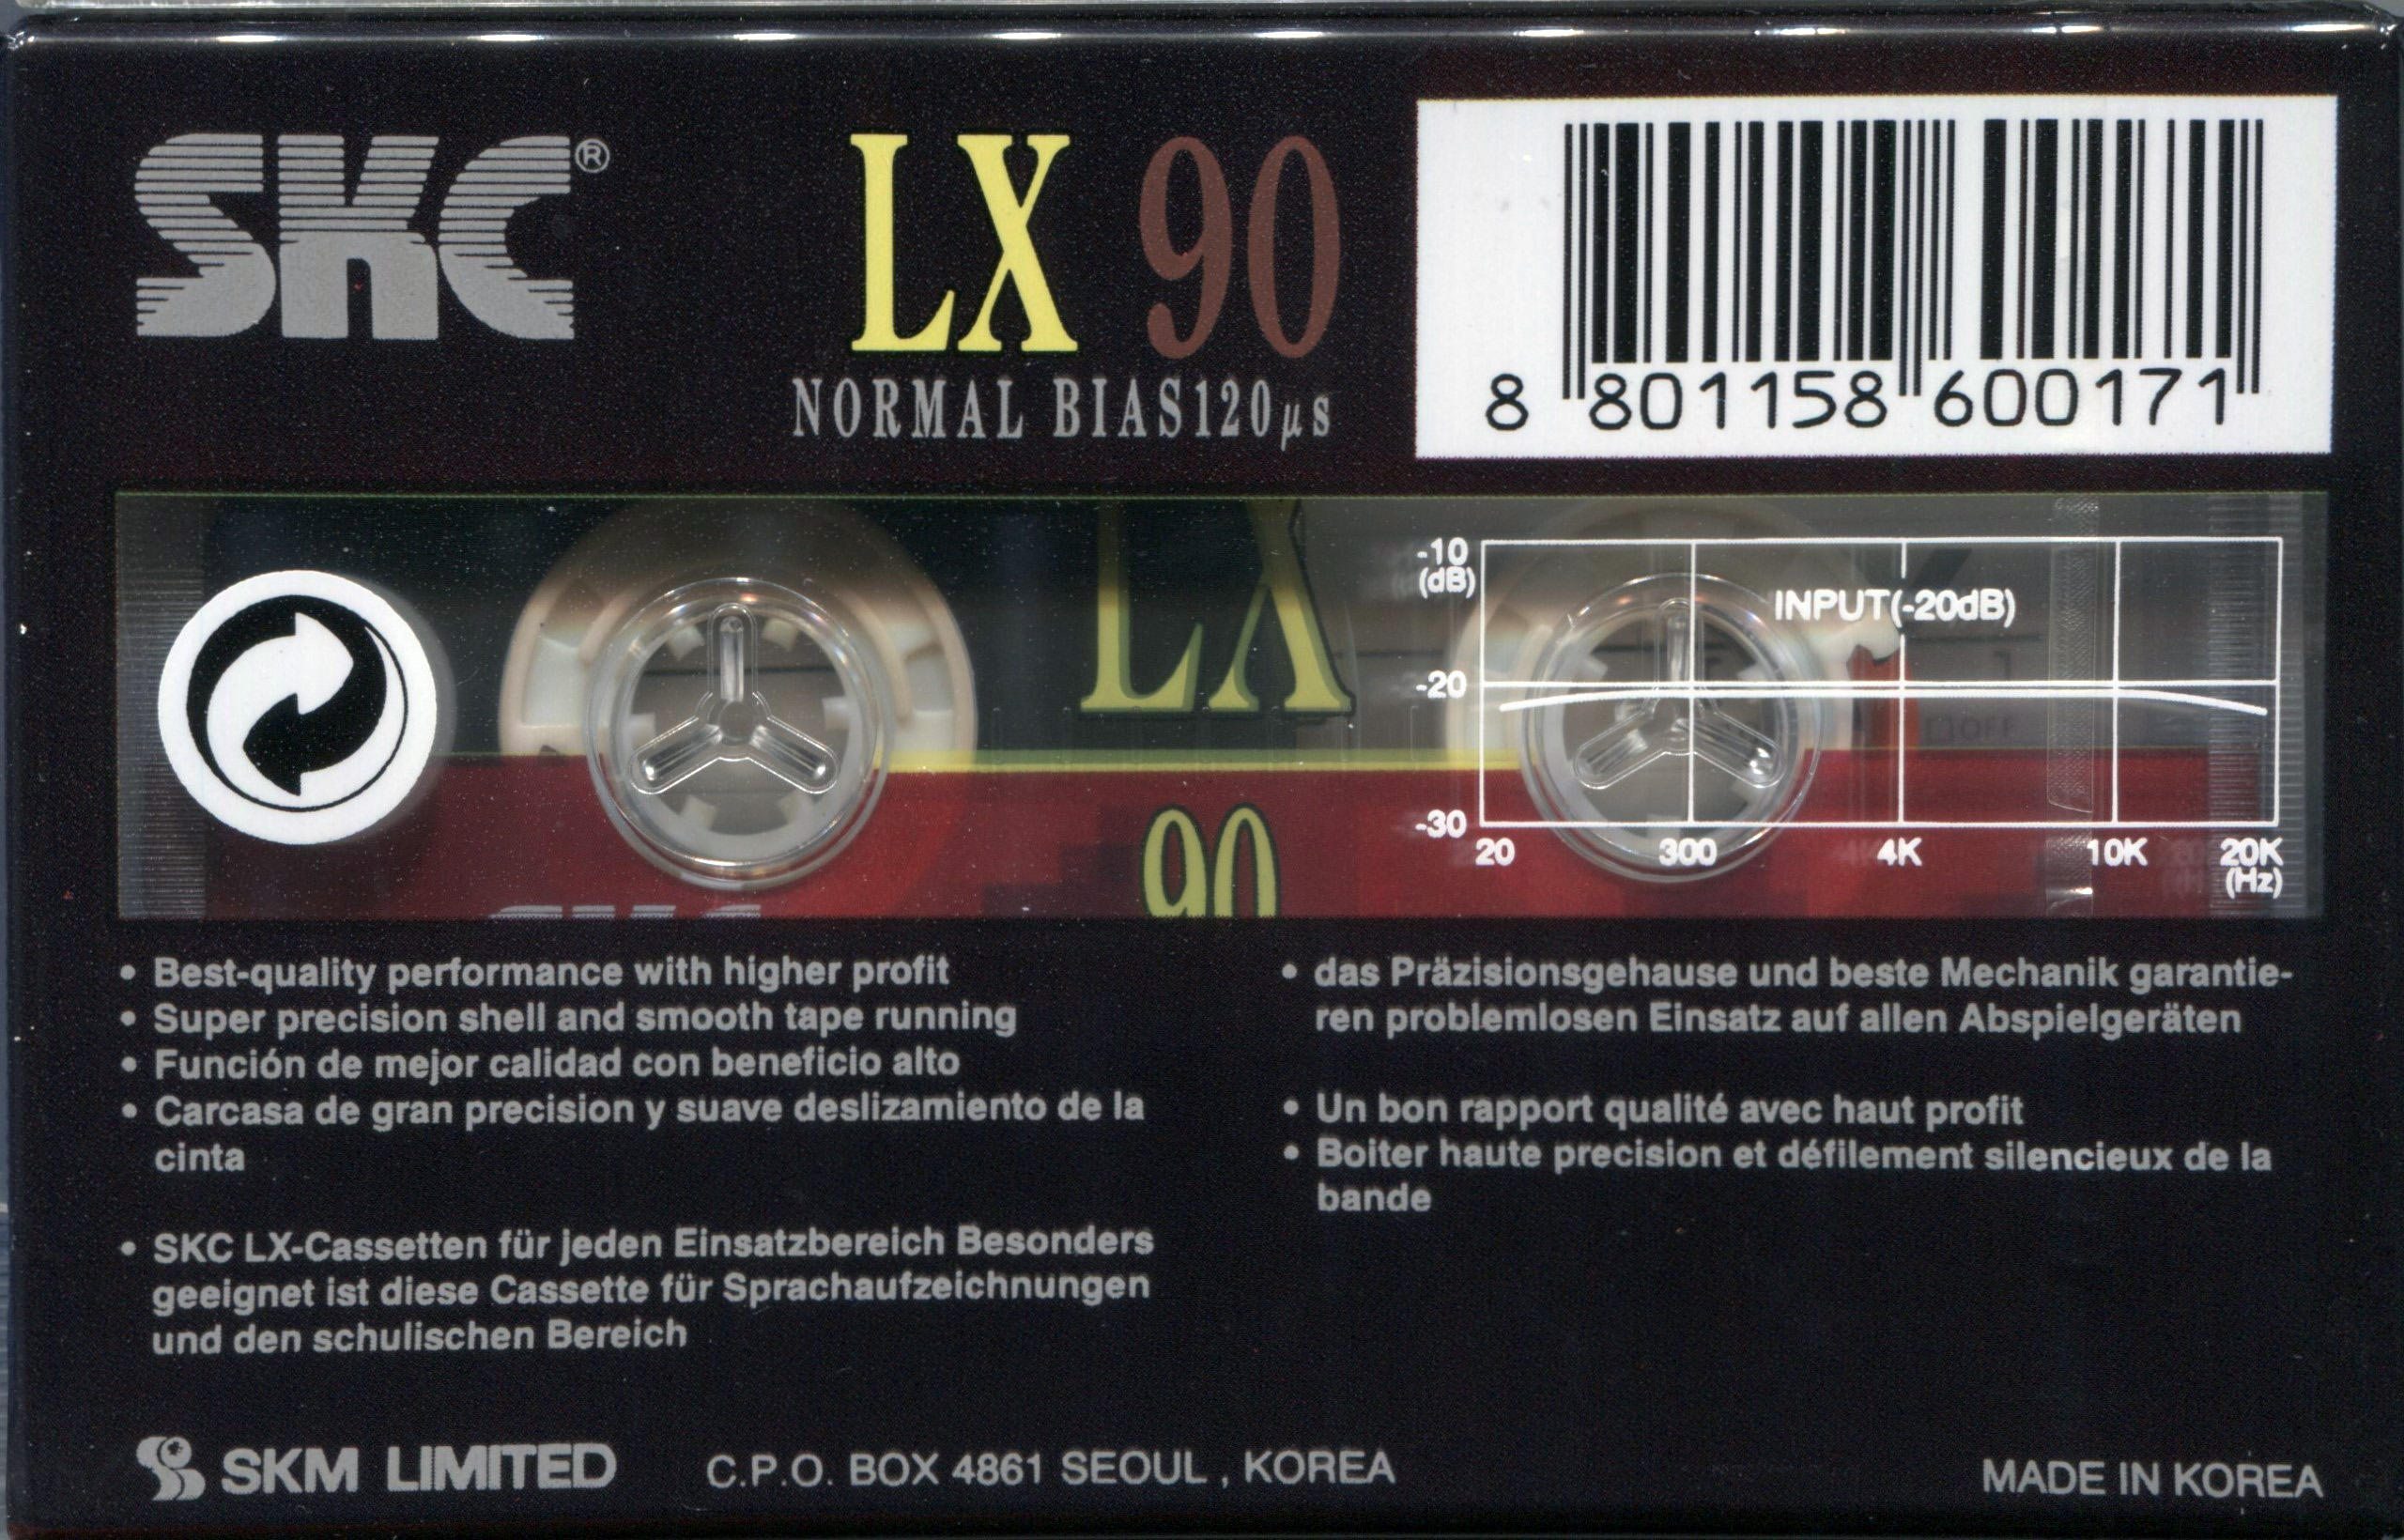 SKC®
LX 90
NORMAL BIAS 120µs
8 801158 600171
LX
90
-10
(dB)
INPUT(-20dB)
-20
OFF
-30
20 300 4K 10K 20K
(Hz)
SKC
• Best-quality performance with higher profit
• Super precision shell and smooth tape running
• Función de mejor calidad con beneficio alto
• Carcasa de gran precision y suave deslizamiento de la
cinta
• SKC LX-Cassetten für jeden Einsatzbereich Besonders
geeignet ist diese Cassette für Sprachaufzeichnungen
und den schulischen Bereich
• das Präzisionsgehause und beste Mechanik garantie-
ren problemlosen Einsatz auf allen Abspielgeräten
• Un bon rapport qualité avec haut profit
• Boiter haute precision et défilement silencieux de la
bande
SKM LIMITED
C.P.O. BOX 4861 SEOUL , KOREA
MADE IN KOREA